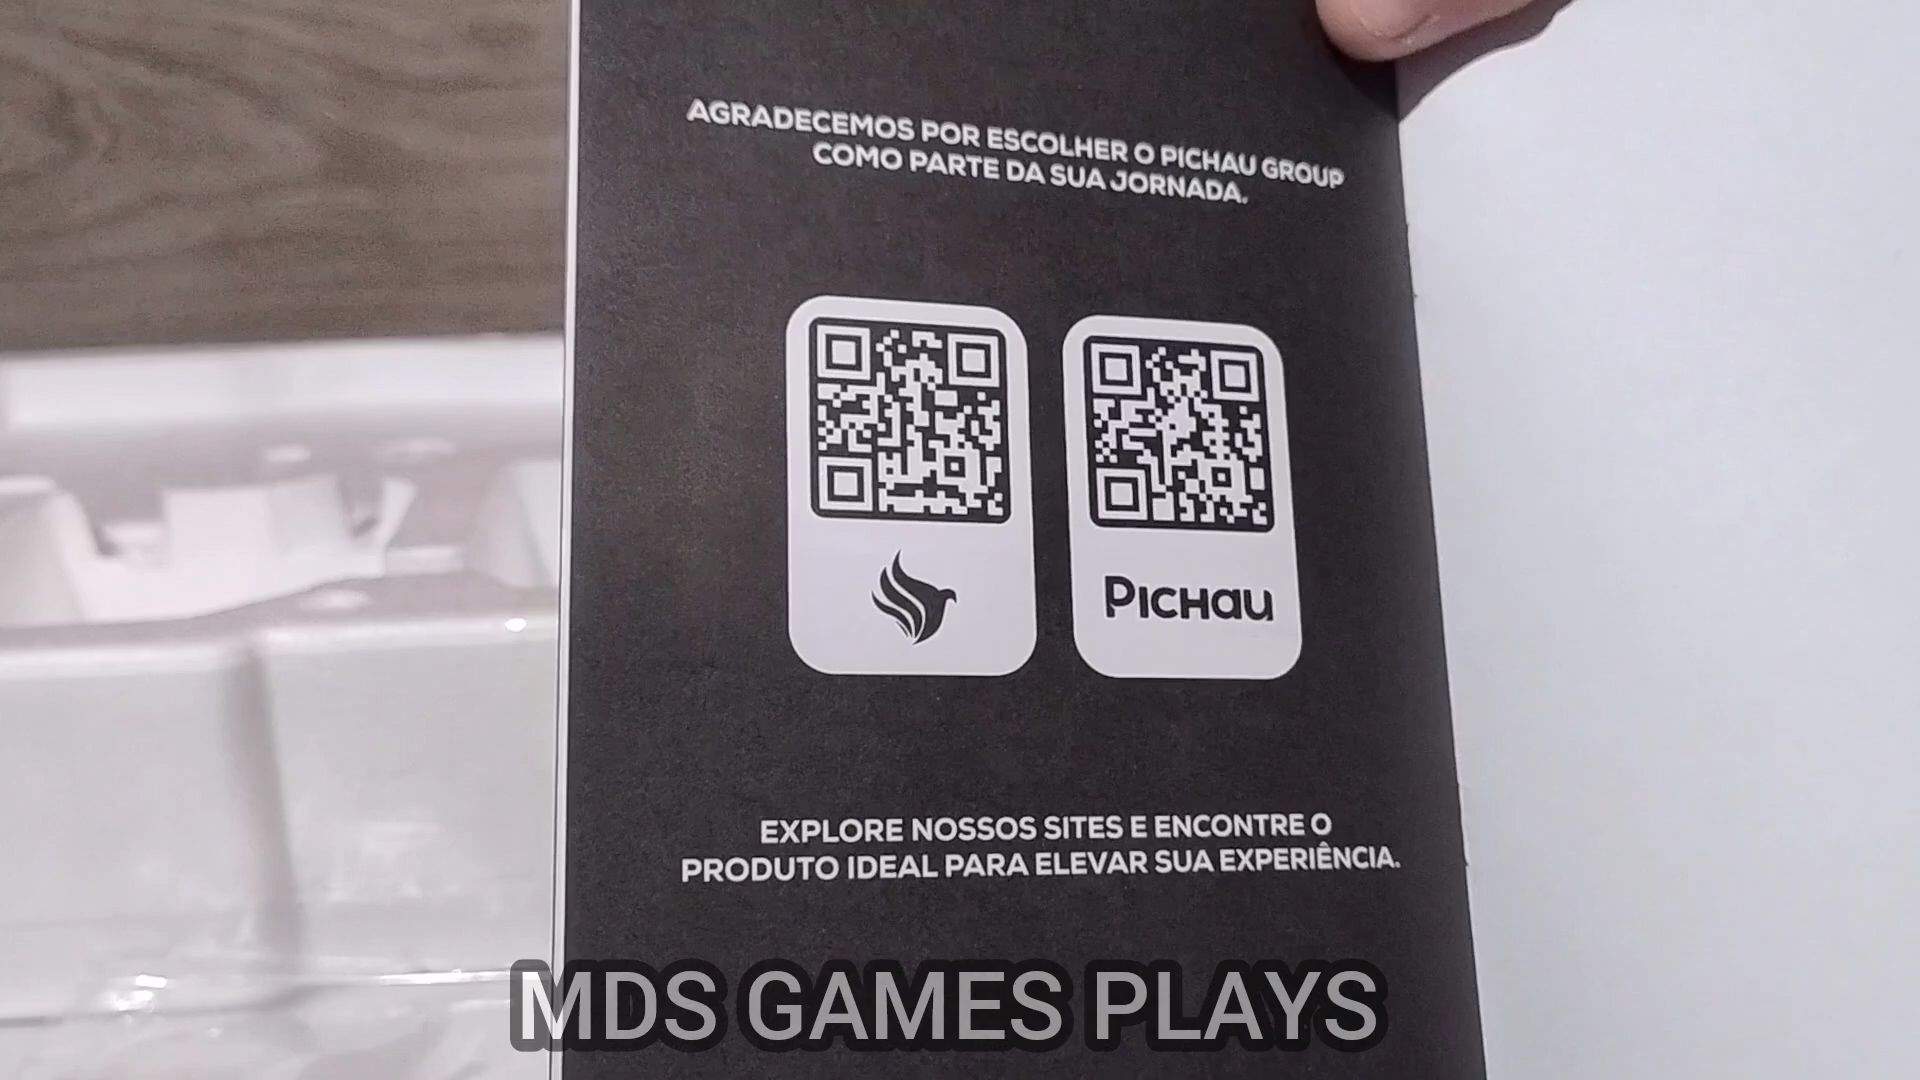 AGRADECEMOS POR ESCOLHER O PICHAU GROUP
COMO PARTE DA SUA JORNADA.
PICHAU
EXPLORE NOSSOS SITES E ENCONTRE O
PRODUTO IDEAL PARA ELEVAR SUA EXPERIÊNCIA.
MDS GAMES PLAYS